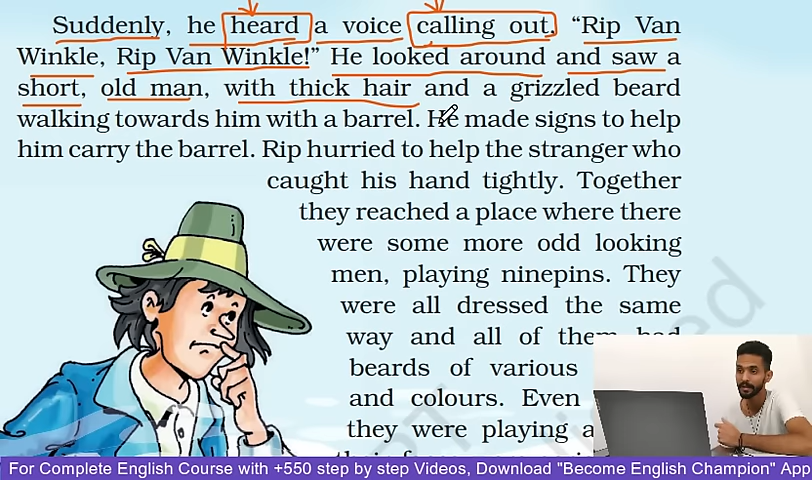 Suddenly, he heard a voice calling out, “Rip Van
Winkle, Rip Van Winkle!” He looked around and saw a
short, old man, with thick hair and a grizzled beard
walking towards him with a barrel. He made signs to help
him carry the barrel. Rip hurried to help the stranger who
caught his hand tightly. Together
they reached a place where there
were some more odd looking
men, playing ninepins. They
were all dressed the same
way and all of them had
beards of various
and colours. Even
they were playing a
For Complete English Course with +550 step by step Videos, Download "Become English Champion" App